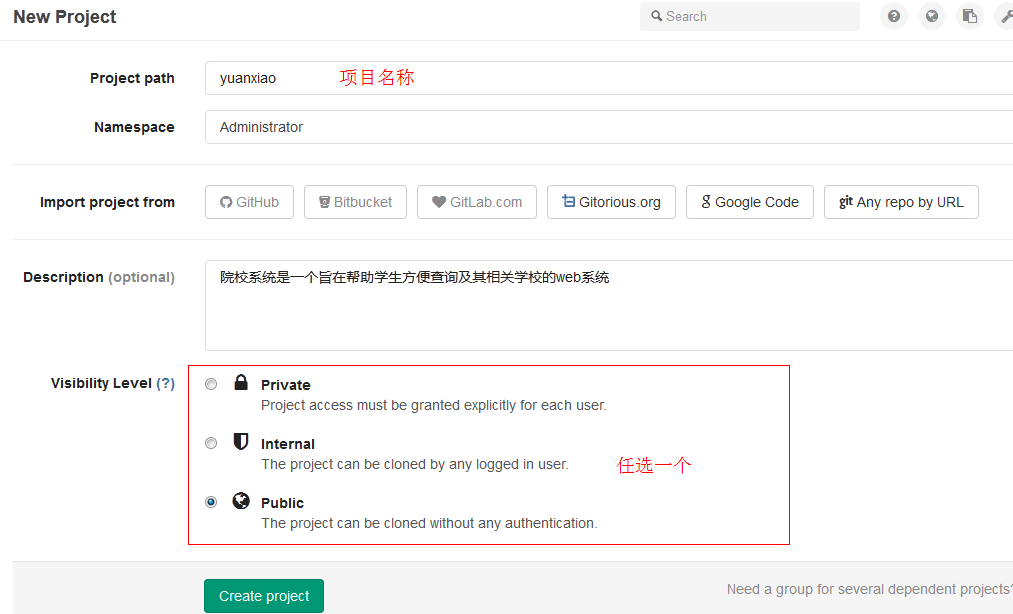 New Project
Search
Project path
yuanxiao
项目名称
Namespace
Administrator
Import project from
GitHub
Bitbucket
GitLab.com
Gitorious.org
Google Code
git Any repo by URL
Description (optional)
院校系统是一个旨在帮助学生方便查询及其相关学校的web系统
Visibility Level (?)
Private
Project access must be granted explicitly for each user.
Internal
The project can be cloned by any logged in user.
任选一个
Public
The project can be cloned without any authentication.
Create project
Need a group for several dependent projects?